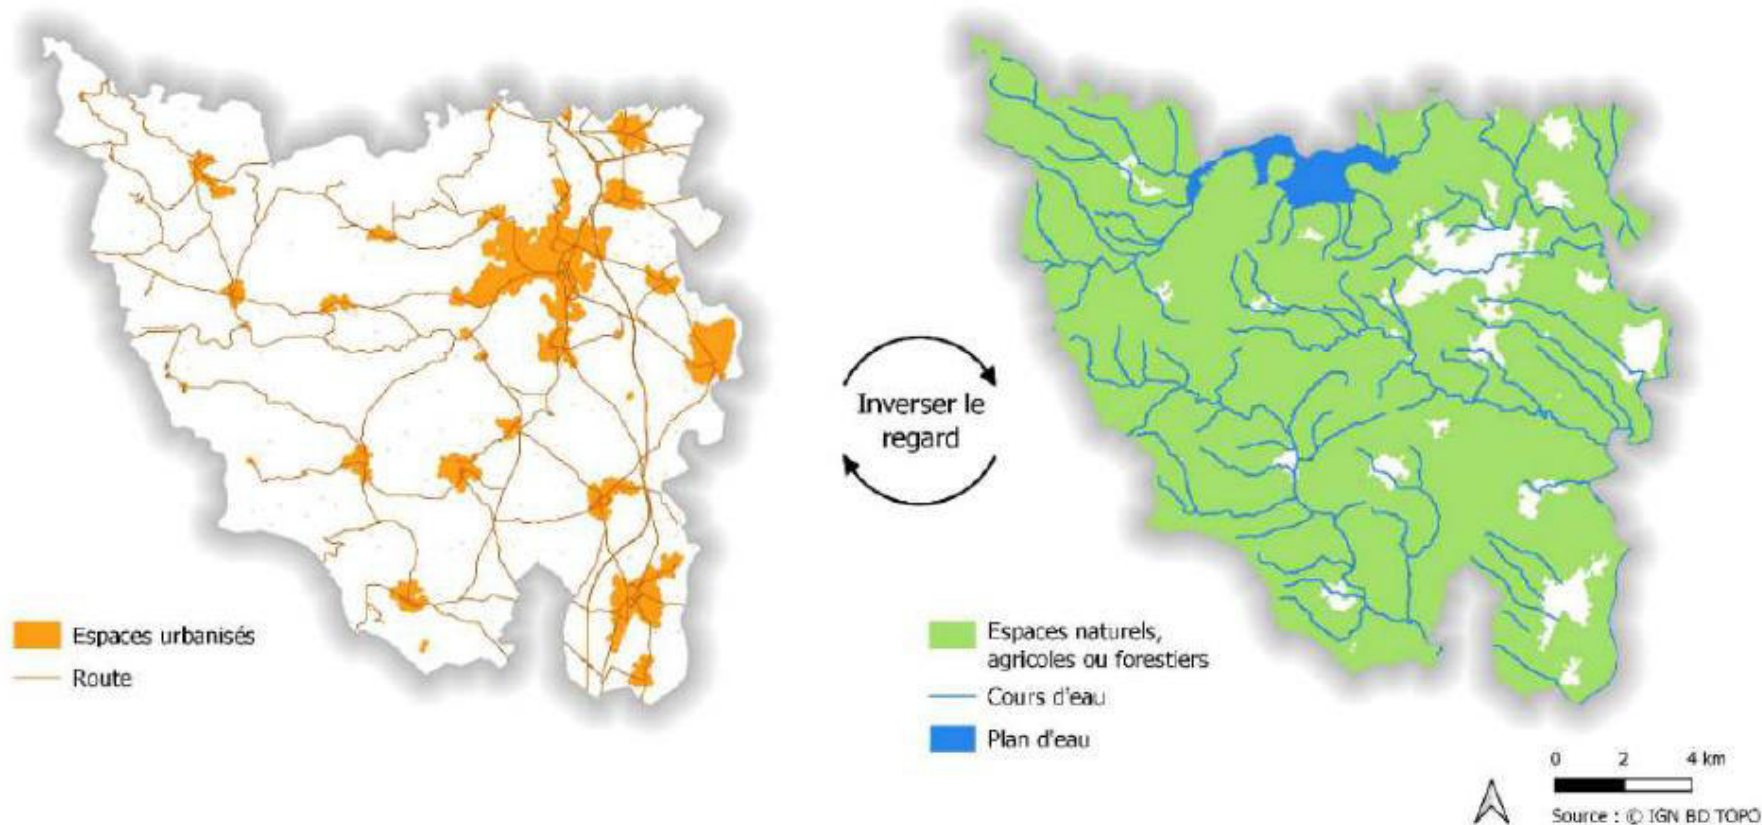 Espaces urbanisés
Route
Inverser le
regard
Espaces naturels,
agricoles ou forestiers
Cours d'eau
Plan d'eau
0 2 4 km
Source : © IGN BD TOPO